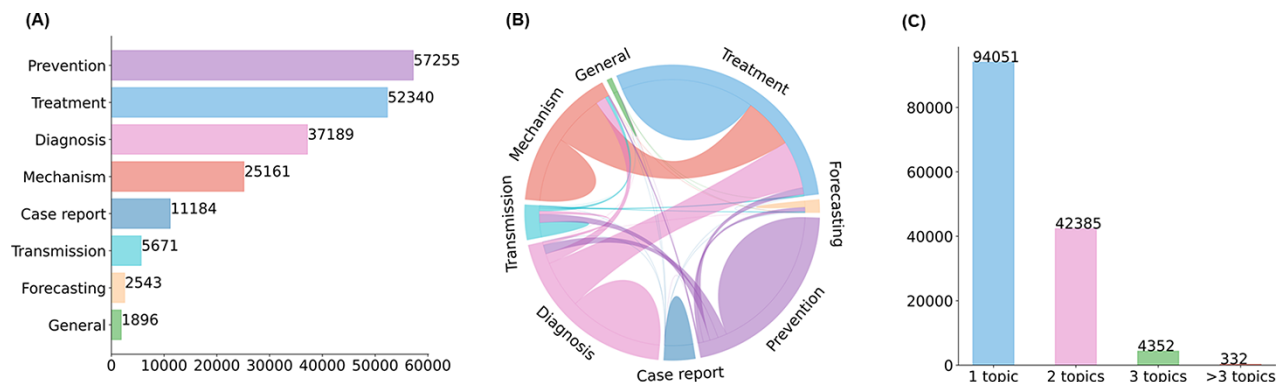 (A)
Prevention 57255
Treatment 52340
Diagnosis 37189
Mechanism 25161
Case report 11184
Transmission 5671
Forecasting 2543
General 1896
0 10000 20000 30000 40000 50000 60000
(B)
General
Treatment
Mechanism
Forecasting
Transmission
Prevention
Diagnosis
Case report
(C)
94051
80000
60000
42385
40000
20000
4352
332
0
1 topic 2 topics 3 topics >3 topics